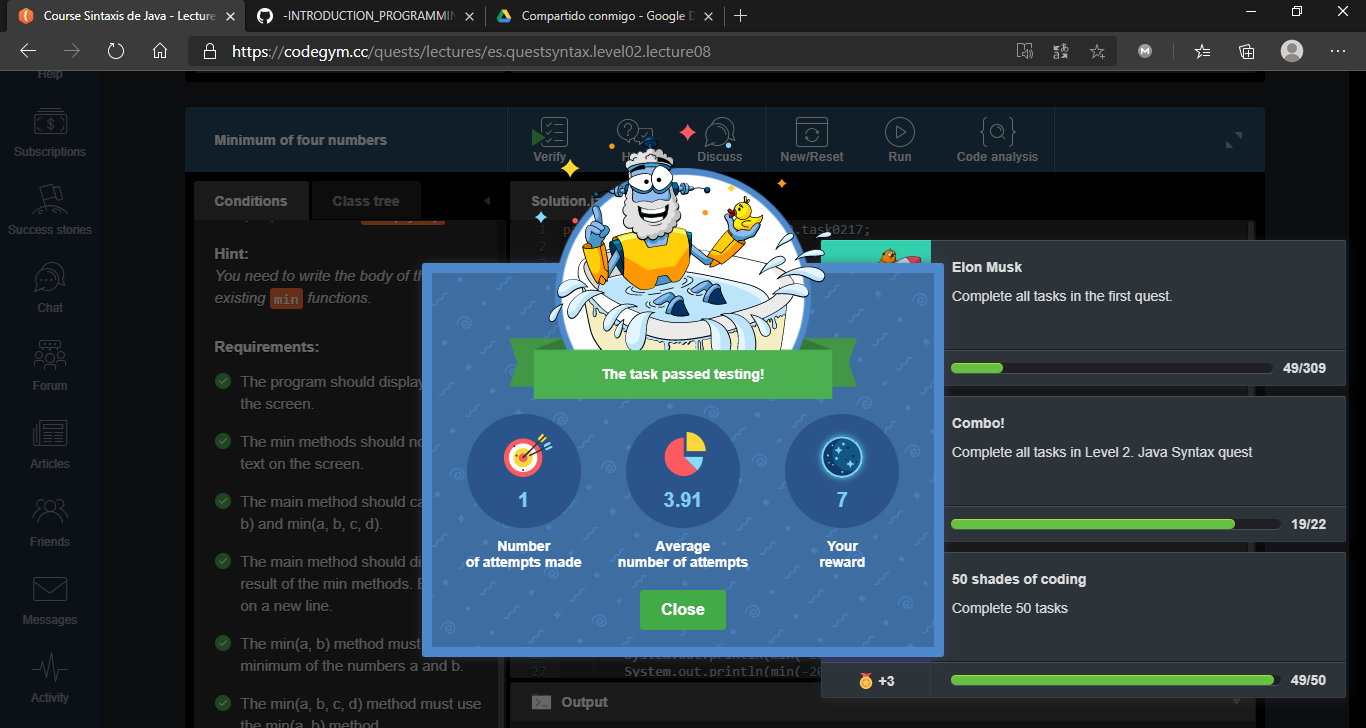 Course Sintaxis de Java - Lecture
-INTRODUCTION_PROGRAMMIN
Compartido conmigo - Google D
https://codegym.cc/quests/lectures/es.questsyntax.level02.lecture08
Help
Subscriptions
Success stories
Chat
Forum
Articles
Friends
Messages
Activity
Minimum of four numbers
Verify
Discuss
New/Reset
Run
Code analysis
Conditions
Class tree
Solution.j
1
.task0217;
2
Hint:
You need to write the body of th
existing min functions.
Requirements:
The program should display
the screen.
The min methods should no
text on the screen.
The main method should ca
b) and min(a, b, c, d).
The main method should di
result of the min methods. E
on a new line.
The min(a, b) method must
minimum of the numbers a and b.
The min(a, b, c, d) method must use
the min(a, b) method.
The task passed testing!
1
Number
of attempts made
3.91
Average
number of attempts
7
Your
reward
Close
27
System.out.println(min(-20
Output
Elon Musk
Complete all tasks in the first quest.
49/309
Combo!
Complete all tasks in Level 2. Java Syntax quest
19/22
50 shades of coding
Complete 50 tasks
+3
49/50